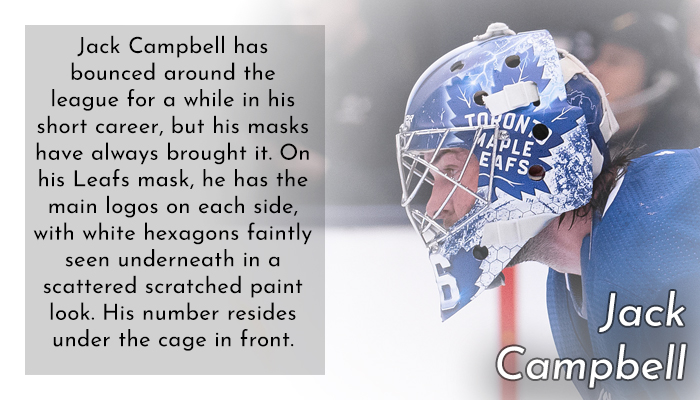 Jack Campbell has
bounced around the
league for a while in his
short career, but his masks
have always brought it. On
his Leafs mask, he has the
main logos on each side,
with white hexagons faintly
seen underneath in a
scattered scratched paint
look. His number resides
under the cage in front.
TORONTO
MAPLE
LEAFS
TM
6
Jack
Campbell